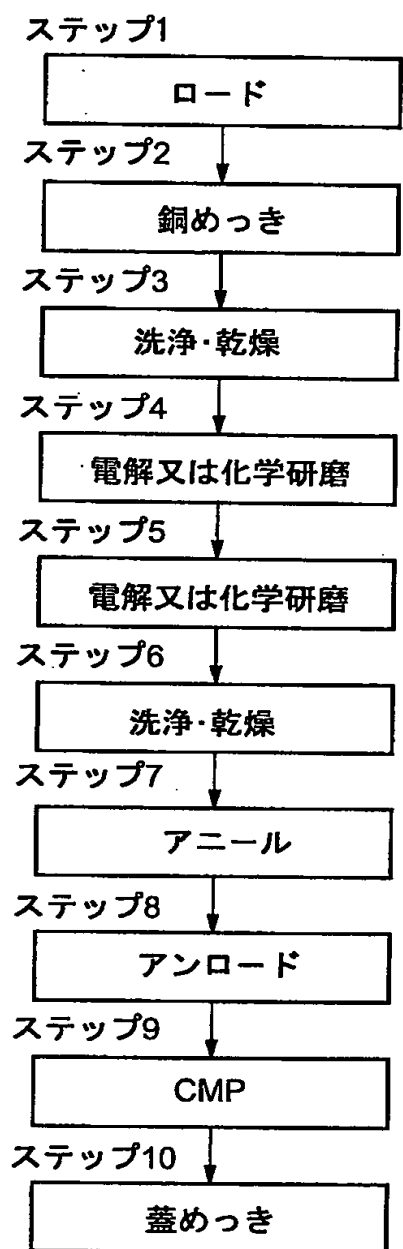 ステップ1
ロード
ステップ2
銅めっき
ステップ3
洗浄・乾燥
ステップ4
電解又は化学研磨
ステップ5
電解又は化学研磨
ステップ6
洗浄・乾燥
ステップ7
アニール
ステップ8
アンロード
ステップ9
CMP
ステップ10
蓋めっき